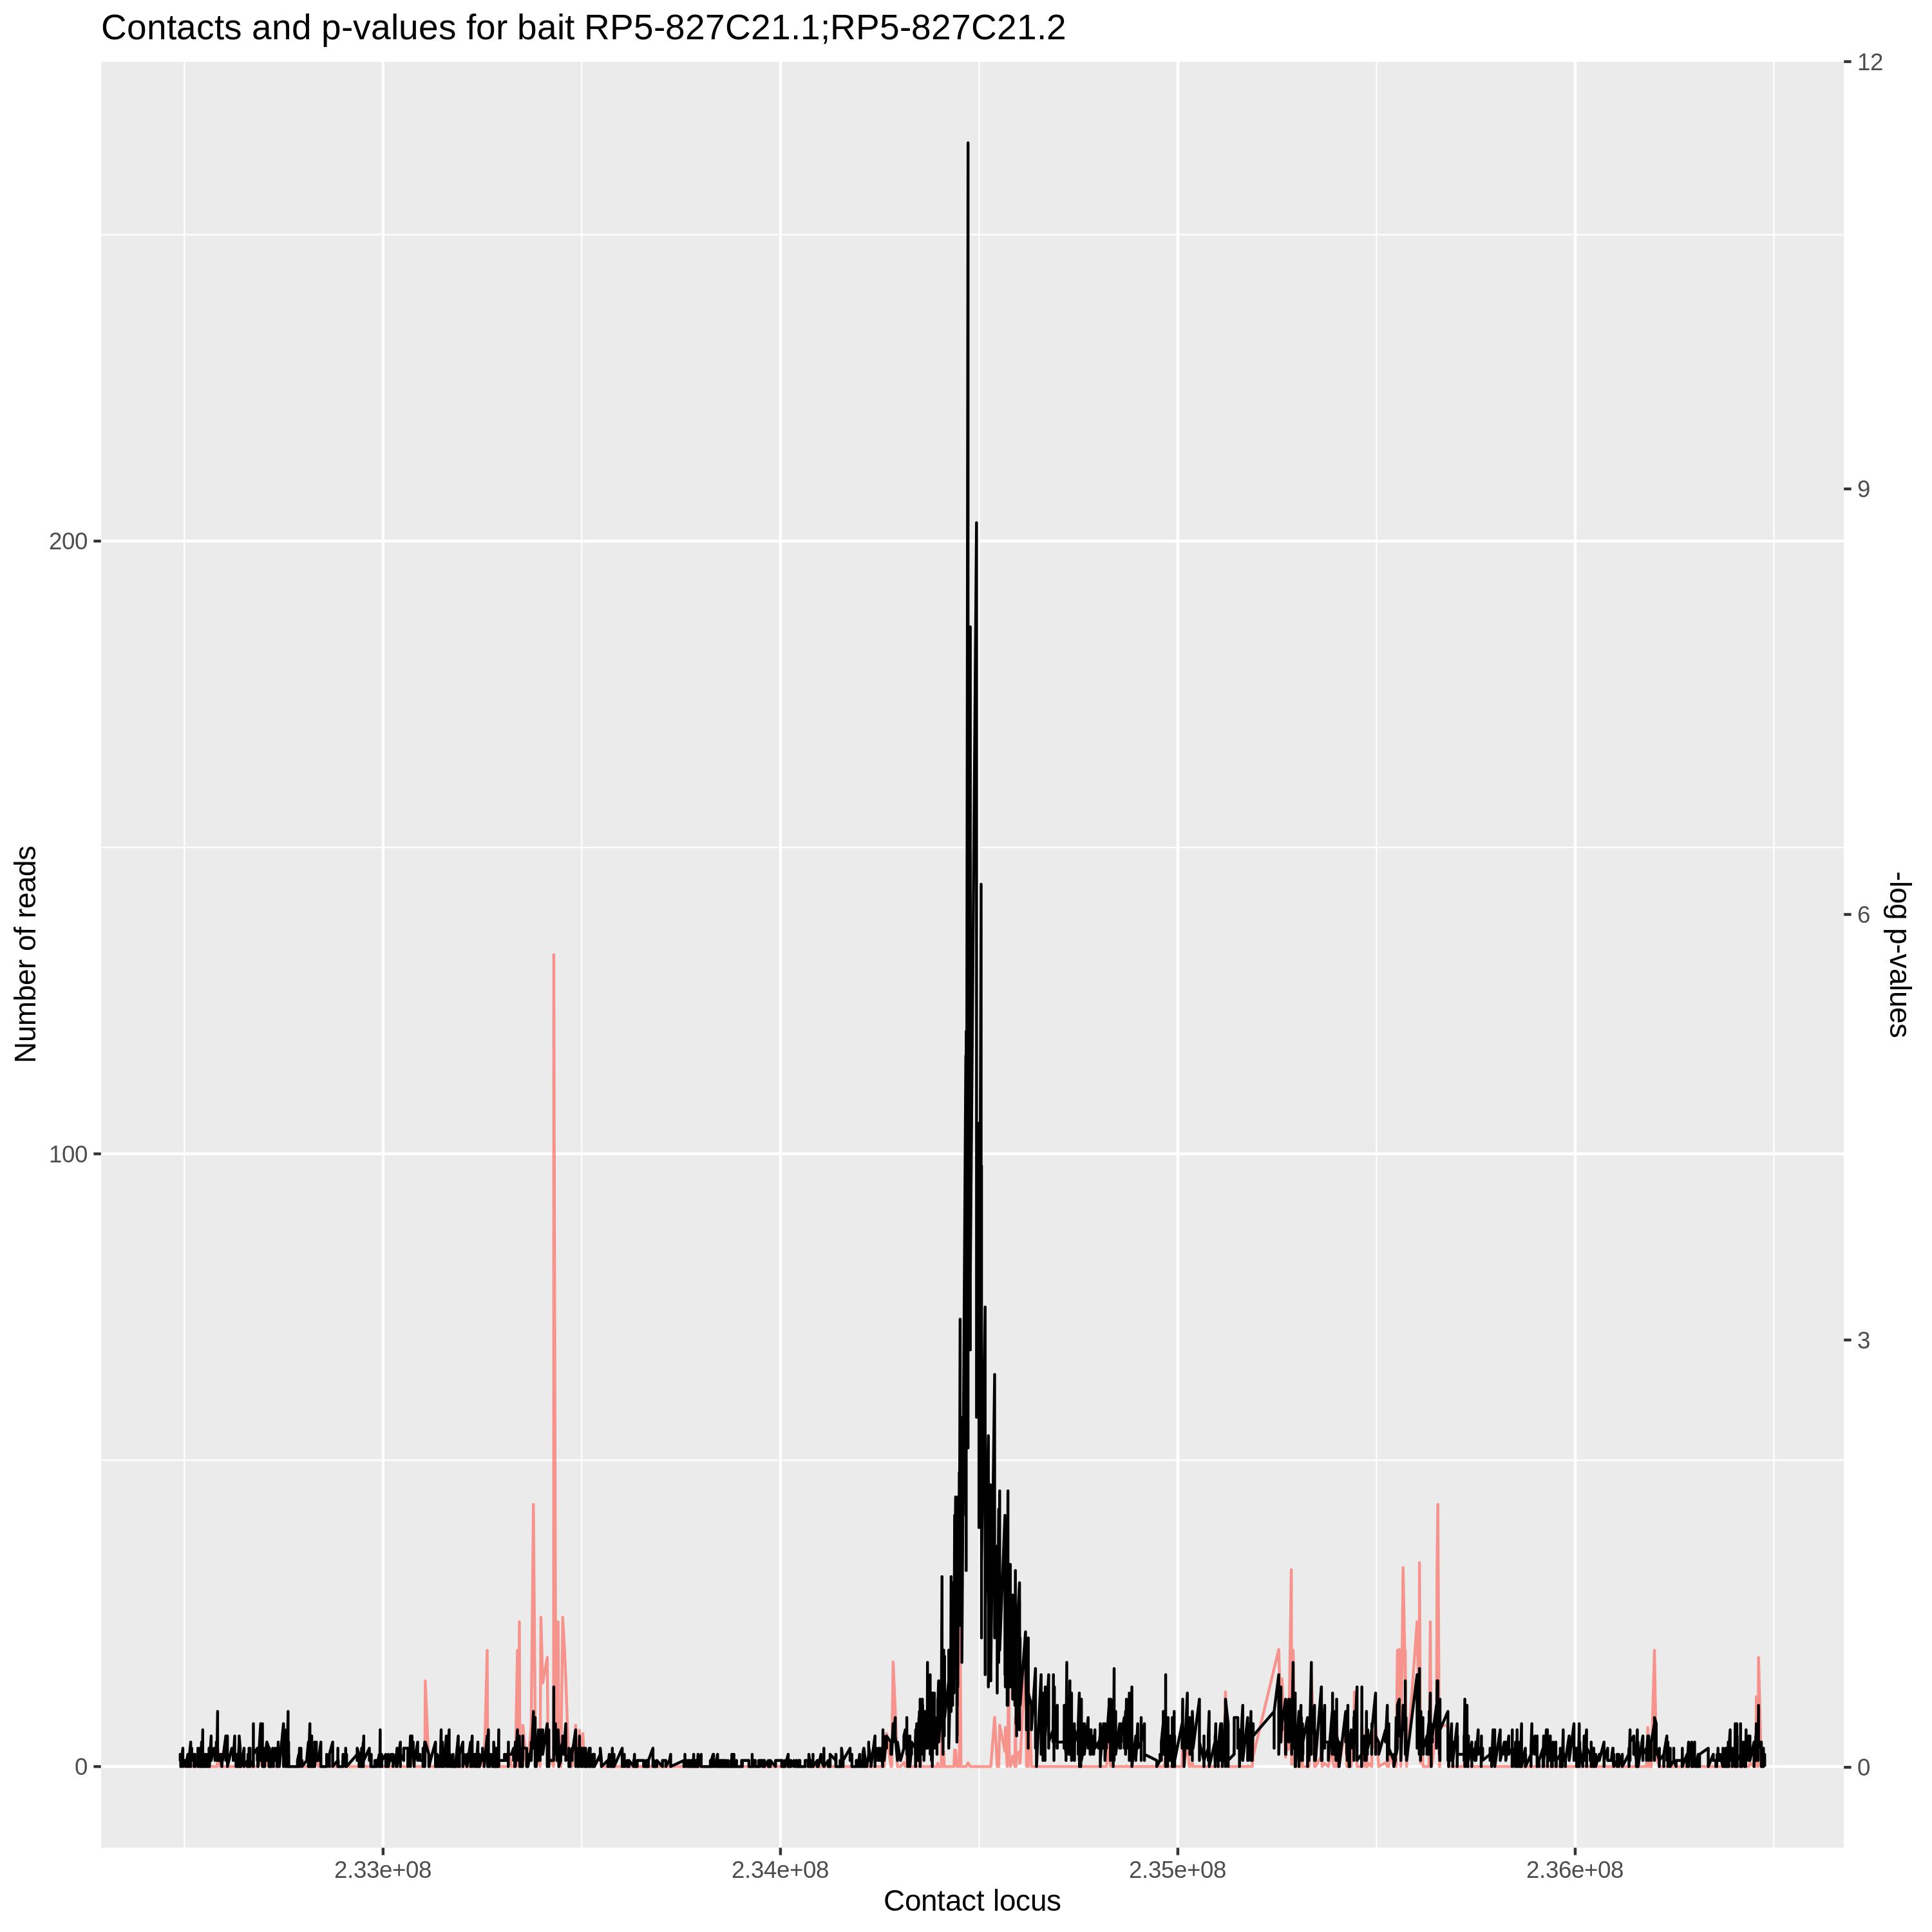 Contacts and p-values for bait RP5-827C21.1;RP5-827C21.2
12
9
6
3
0
-log p-values
200
100
0
Number of reads
2.33e+08
2.34e+08
2.35e+08
2.36e+08
Contact locus